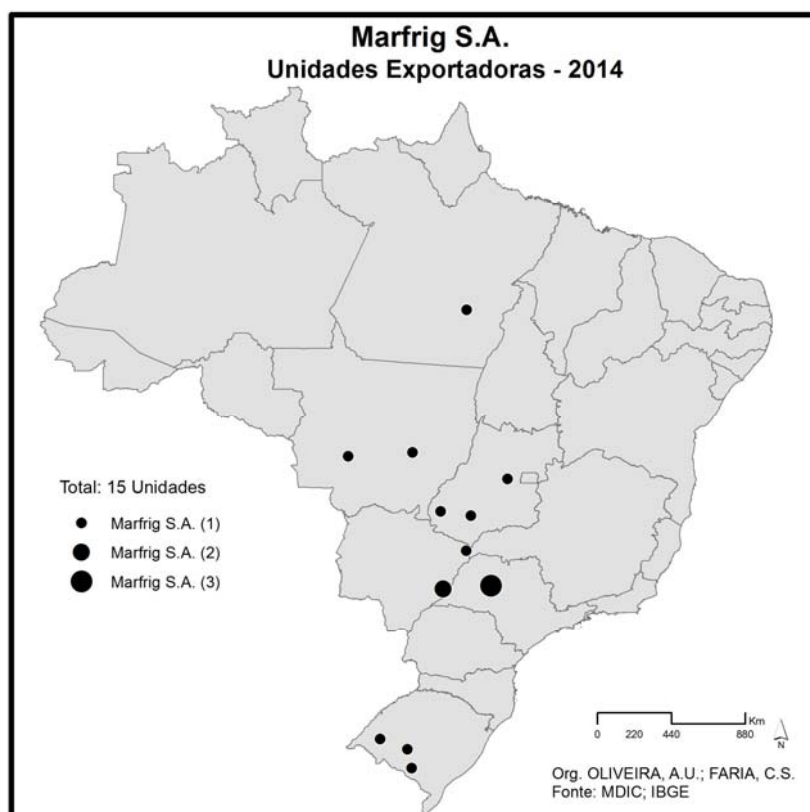 Marfrig S.A.
Unidades Exportadoras - 2014
Total: 15 Unidades
Marfrig S.A. (1)
Marfrig S.A. (2)
Marfrig S.A. (3)
Km
0 220 440 880
N
Org. OLIVEIRA, A.U.; FARIA, C.S.
Fonte: MDIC; IBGE